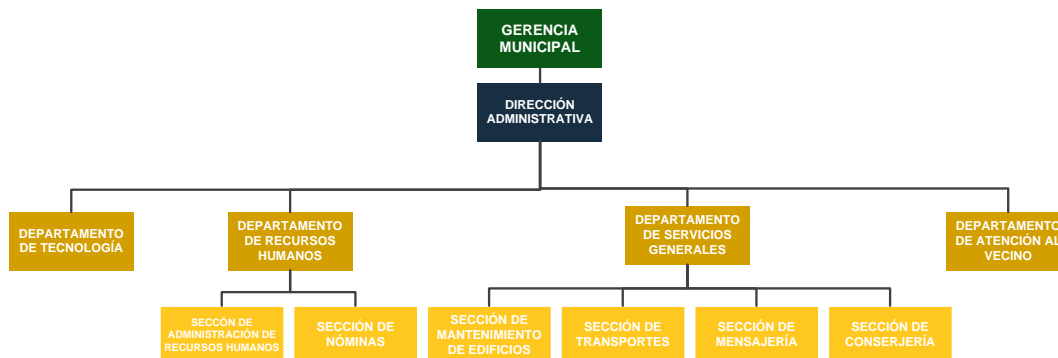 GERENCIA
MUNICIPAL
DIRECCIÓN
ADMINISTRATIVA
DEPARTAMENTO
DE TECNOLOGÍA
DEPARTAMENTO
DE RECURSOS
HUMANOS
DEPARTAMENTO
DE SERVICIOS
GENERALES
DEPARTAMENTO
DE ATENCIÓN AL
VECINO
SECCÓN DE
ADMINISTRACIÓN DE
RECURSOS HUMANOS
SECCIÓN DE
NÓMINAS
SECCIÓN DE
MANTENIMIENTO
DE EDIFICIOS
SECCIÓN DE
TRANSPORTES
SECCIÓN DE
MENSAJERÍA
SECCIÓN DE
CONSERJERÍA